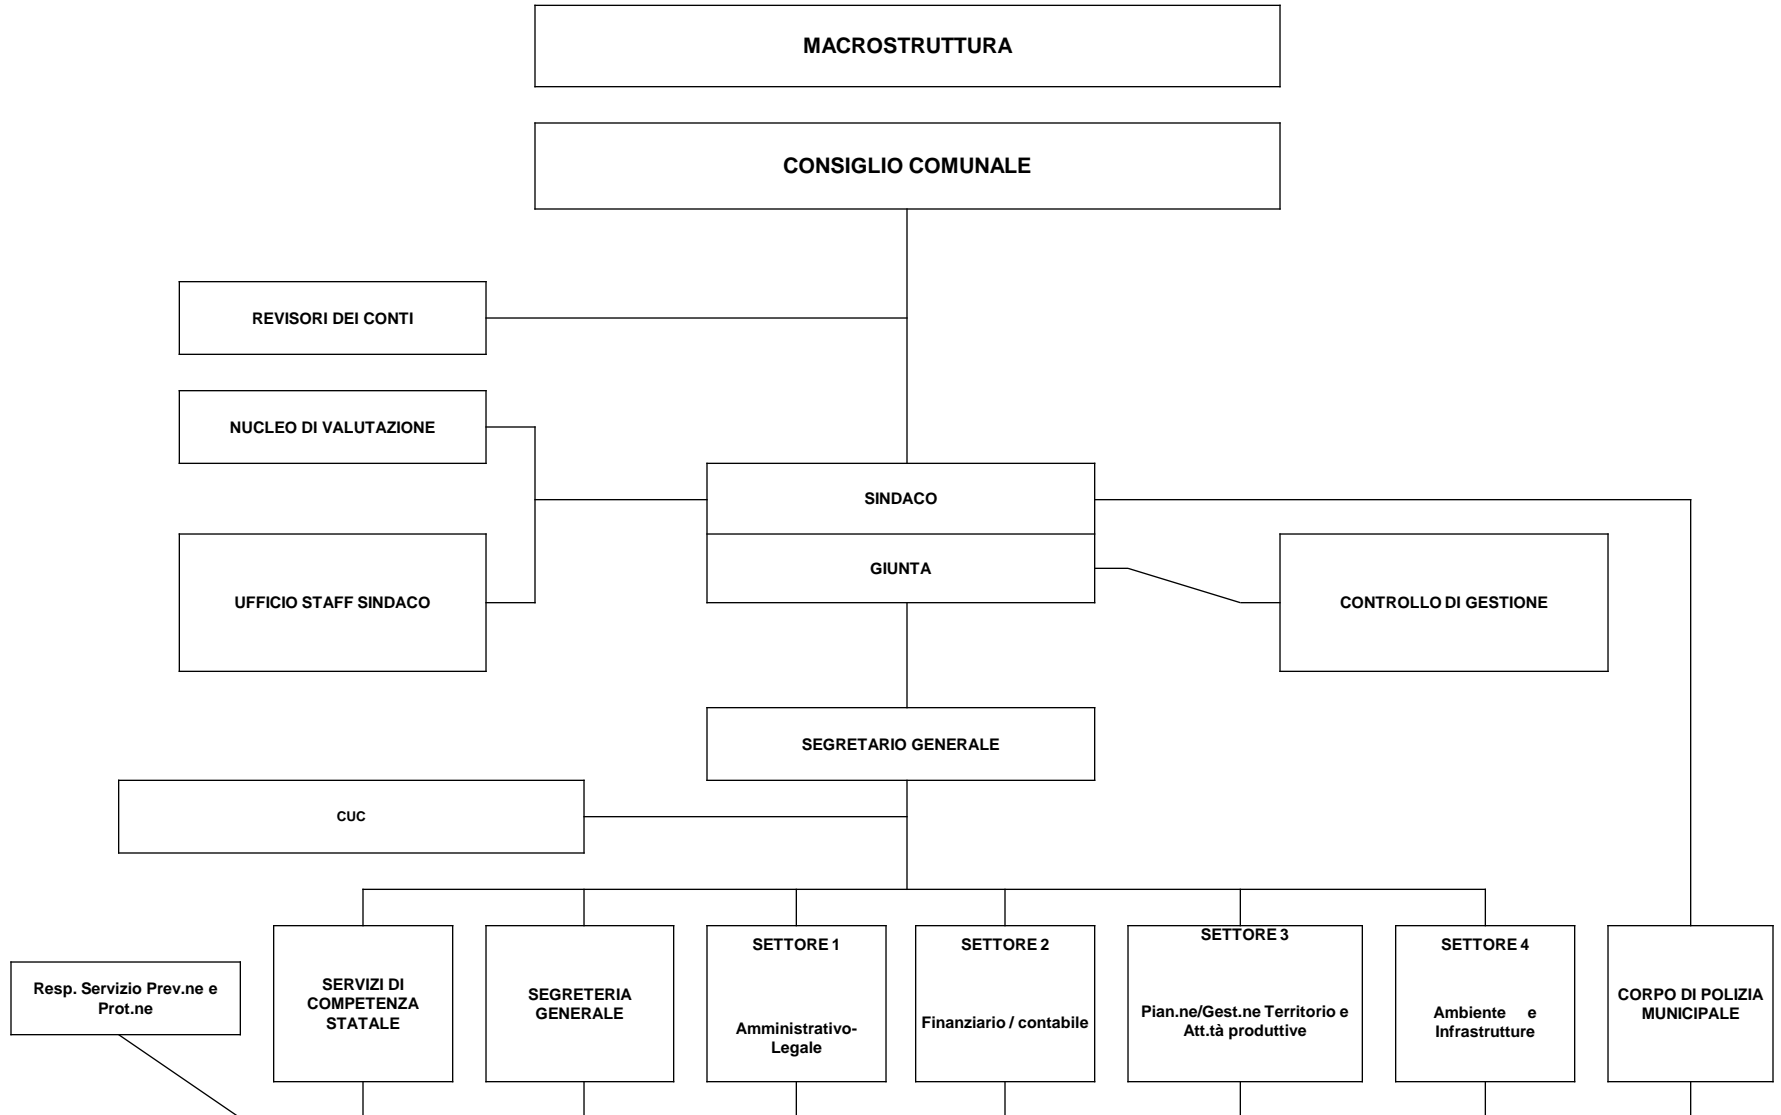 MACROSTRUTTURA
CONSIGLIO COMUNALE
REVISORI DEI CONTI
NUCLEO DI VALUTAZIONE
SINDACO
GIUNTA
UFFICIO STAFF SINDACO
CONTROLLO DI GESTIONE
SEGRETARIO GENERALE
CUC
Resp. Servizio Prev.ne e
Prot.ne
SERVIZI DI
COMPETENZA
STATALE
SEGRETERIA
GENERALE
SETTORE 1
Amministrativo-
Legale
SETTORE 2
Finanziario / contabile
SETTORE 3
Pian.ne/Gest.ne Territorio e
Att.tà produttive
SETTORE 4
Ambiente e
Infrastrutture
CORPO DI POLIZIA
MUNICIPALE